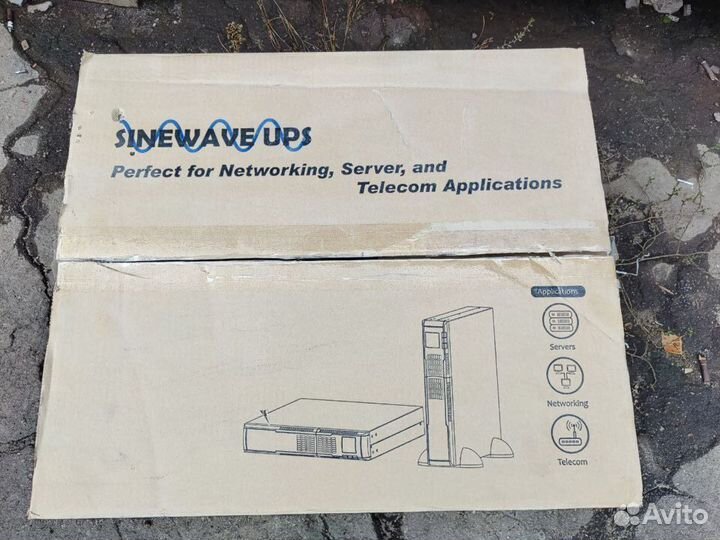 SINEWAVE UPS
Perfect for Networking, Server, and
Telecom Applications
Applications
Servers
Networking
Telecom
Avito